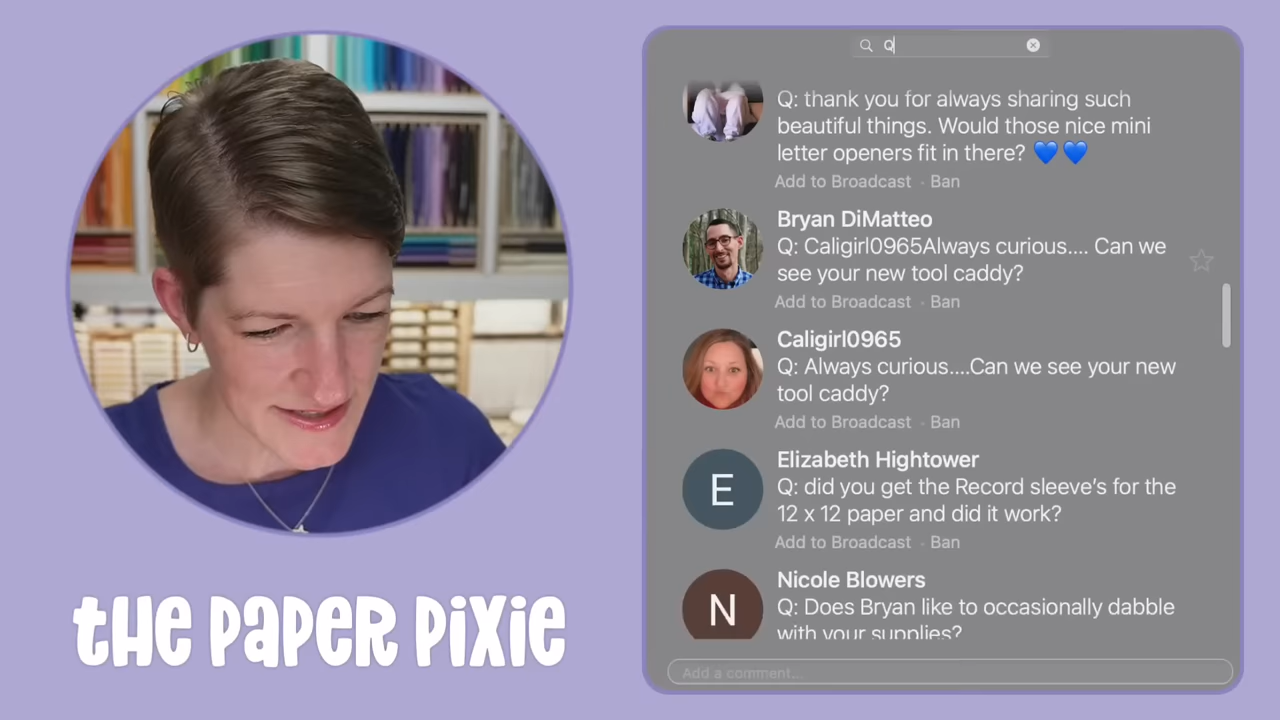 Q
Q: thank you for always sharing such
beautiful things. Would those nice mini
letter openers fit in there? 💙 💙
Add to Broadcast · Ban
Bryan DiMatteo
Q: Caligirl0965Always curious.... Can we
see your new tool caddy?
Add to Broadcast · Ban
Caligirl0965
Q: Always curious....Can we see your new
tool caddy?
Add to Broadcast · Ban
E
Elizabeth Hightower
Q: did you get the Record sleeve's for the
12 x 12 paper and did it work?
Add to Broadcast · Ban
N
Nicole Blowers
Q: Does Bryan like to occasionally dabble
with your supplies?
Add a comment...
the paper pixie